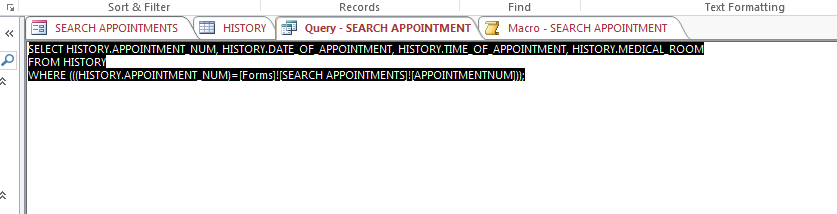 Sort & Filter Records Find Text Formatting
SEARCH APPOINTMENTS HISTORY Query - SEARCH APPOINTMENT Macro - SEARCH APPOINTMENT
SELECT HISTORY.APPOINTMENT_NUM, HISTORY.DATE_OF_APPOINTMENT, HISTORY.TIME_OF_APPOINTMENT, HISTORY.MEDICAL_ROOM
FROM HISTORY
WHERE (((HISTORY.APPOINTMENT_NUM)=[Forms]![SEARCH APPOINTMENTS]![APPOINTMENTNUM]));